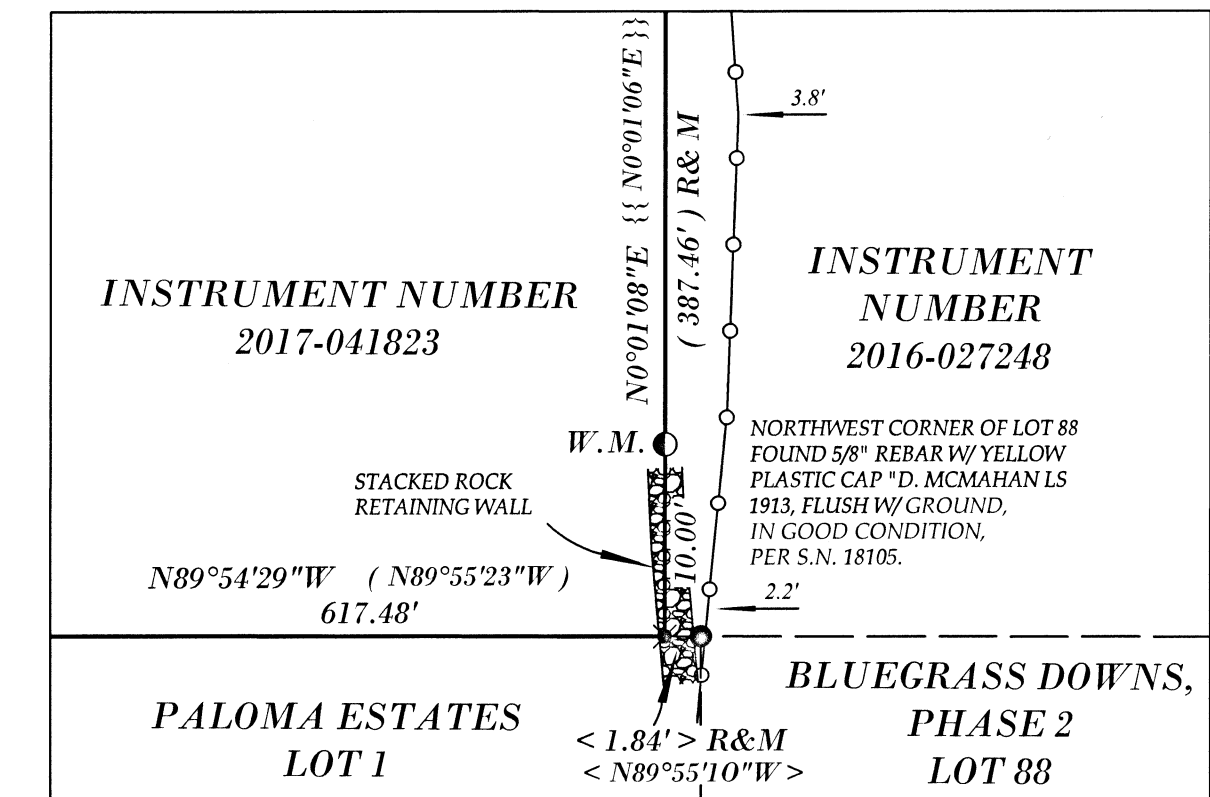 N0°01'08"E {{ N0°01'06"E }}
( 387.46' ) R& M
3.8'
INSTRUMENT NUMBER
2017-041823
INSTRUMENT
NUMBER
2016-027248
W.M.
STACKED ROCK
RETAINING WALL
10.00'
NORTHWEST CORNER OF LOT 88
FOUND 5/8" REBAR W/ YELLOW
PLASTIC CAP "D. MCMAHAN LS
1913, FLUSH W/ GROUND,
IN GOOD CONDITION,
PER S.N. 18105.
N89°54'29"W ( N89°55'23"W )
617.48'
2.2'
PALOMA ESTATES
LOT 1
< 1.84' > R&M
< N89°55'10"W >
BLUEGRASS DOWNS,
PHASE 2
LOT 88